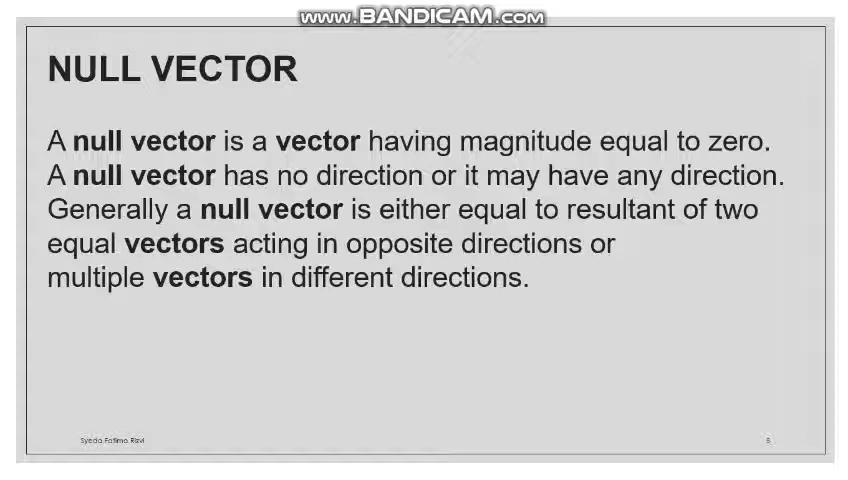 www.BANDICAM.com
NULL VECTOR
A null vector is a vector having magnitude equal to zero.
A null vector has no direction or it may have any direction.
Generally a null vector is either equal to resultant of two
equal vectors acting in opposite directions or
multiple vectors in different directions.
Syeda Fatima Rizvi